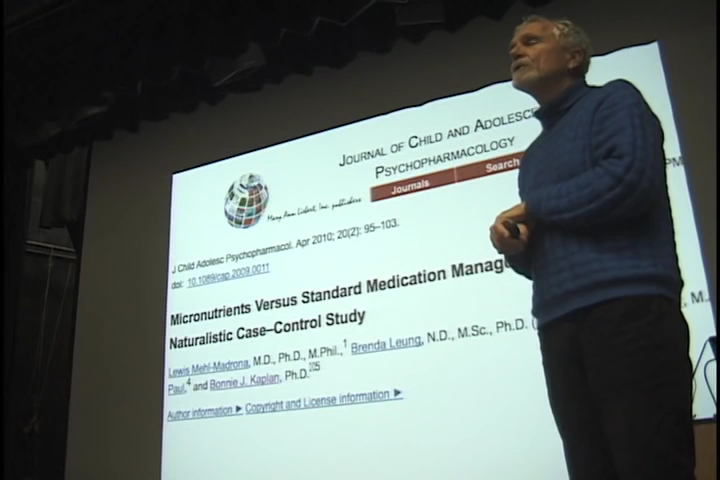 JOURNAL OF CHILD AND ADOLESC
PSYCHOPHARMACOLOGY
Mary Ann Liebert, Inc. publishers
Journals Search
J Child Adolesc Psychopharmacol. Apr 2010; 20(2): 95–103.
doi: 10.1089/cap.2009.0011
Micronutrients Versus Standard Medication Manage
Naturalistic Case–Control Study
Lewis Mehl-Madrona, M.D., Ph.D., M.Phil.,1 Brenda Leung, N.D., M.Sc., Ph.D. (
Paul,4 and Bonnie J. Kaplan, Ph.D.
Author information ▶ Copyright and License information ▶